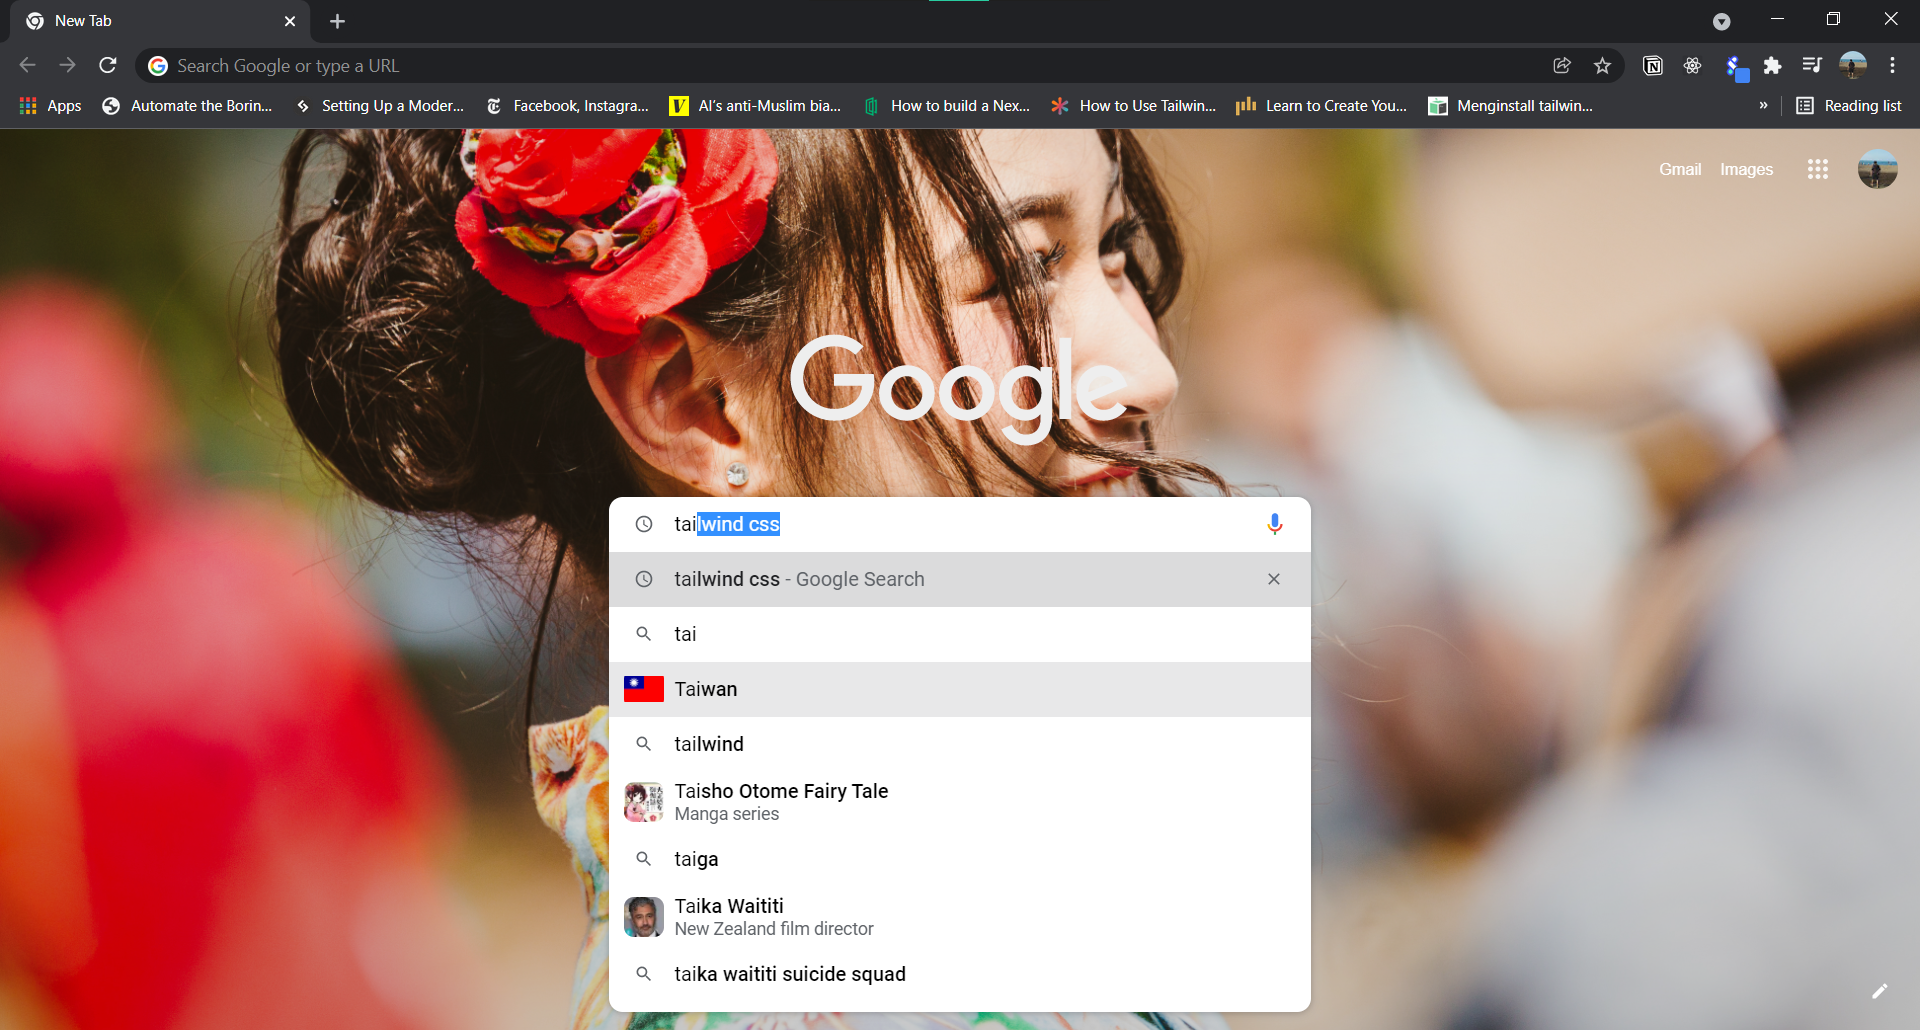 New Tab
Search Google or type a URL
Apps
Automate the Borin...
Setting Up a Moder...
Facebook, Instagra...
AI's anti-Muslim bia...
How to build a Nex...
How to Use Tailwin...
Learn to Create You...
Menginstall tailwin...
»
Reading list
Gmail
Images
Google
tailwind css
tailwind css - Google Search
tai
Taiwan
tailwind
Taisho Otome Fairy Tale
Manga series
taiga
Taika Waititi
New Zealand film director
taika waititi suicide squad